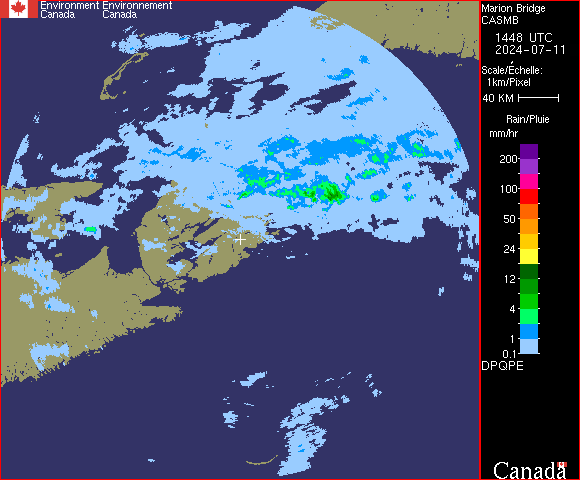 Environment Environnement
Canada Canada
Marion Bridge
CASMB
1448 UTC
2024-07-11
Scale/Échelle:
1km/Pixel
40 KM
Rain/Pluie
mm/hr
200
100
50
24
12
4
1
0.1
DPQPE
Canada